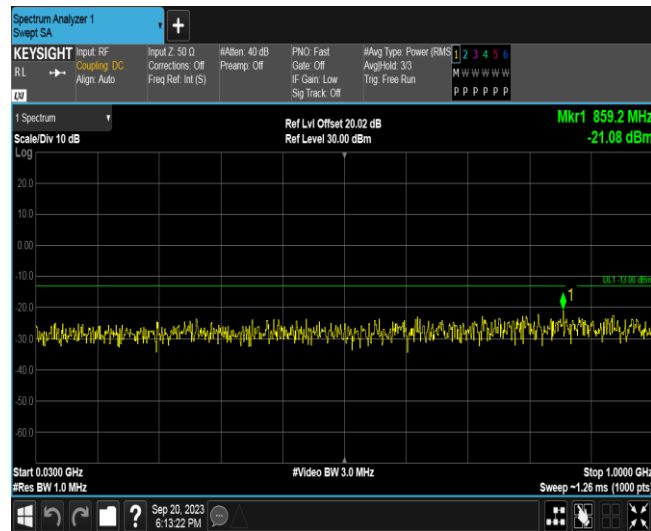 Spectrum Analyzer 1
Swept SA
KEYSIGHT
RL
LXI
Input: RF
Coupling: DC
Align: Auto
Input Z: 50 Ω
Corrections: Off
Freq Ref: Int (S)
#Atten: 40 dB
Preamp: Off
PNO: Fast
Gate: Off
IF Gain: Low
Sig Track: Off
#Avg Type: Power (RMS
Avg|Hold: 3/3
Trig: Free Run
1 2 3 4 5 6
M W W W W W
P P P P P P
1 Spectrum
Scale/Div 10 dB
Log
Ref Lvl Offset 20.02 dB
Ref Level 30.00 dBm
Mkr1 859.2 MHz
-21.08 dBm
20.0
10.0
0.00
-10.0
DL1 -13.00 dBm
1
-20.0
-30.0
-40.0
-50.0
-60.0
Start 0.0300 GHz
#Video BW 3.0 MHz
Stop 1.0000 GHz
#Res BW 1.0 MHz
Sweep ~1.26 ms (1000 pts
?
Sep 20, 2023
6:13:22 PM